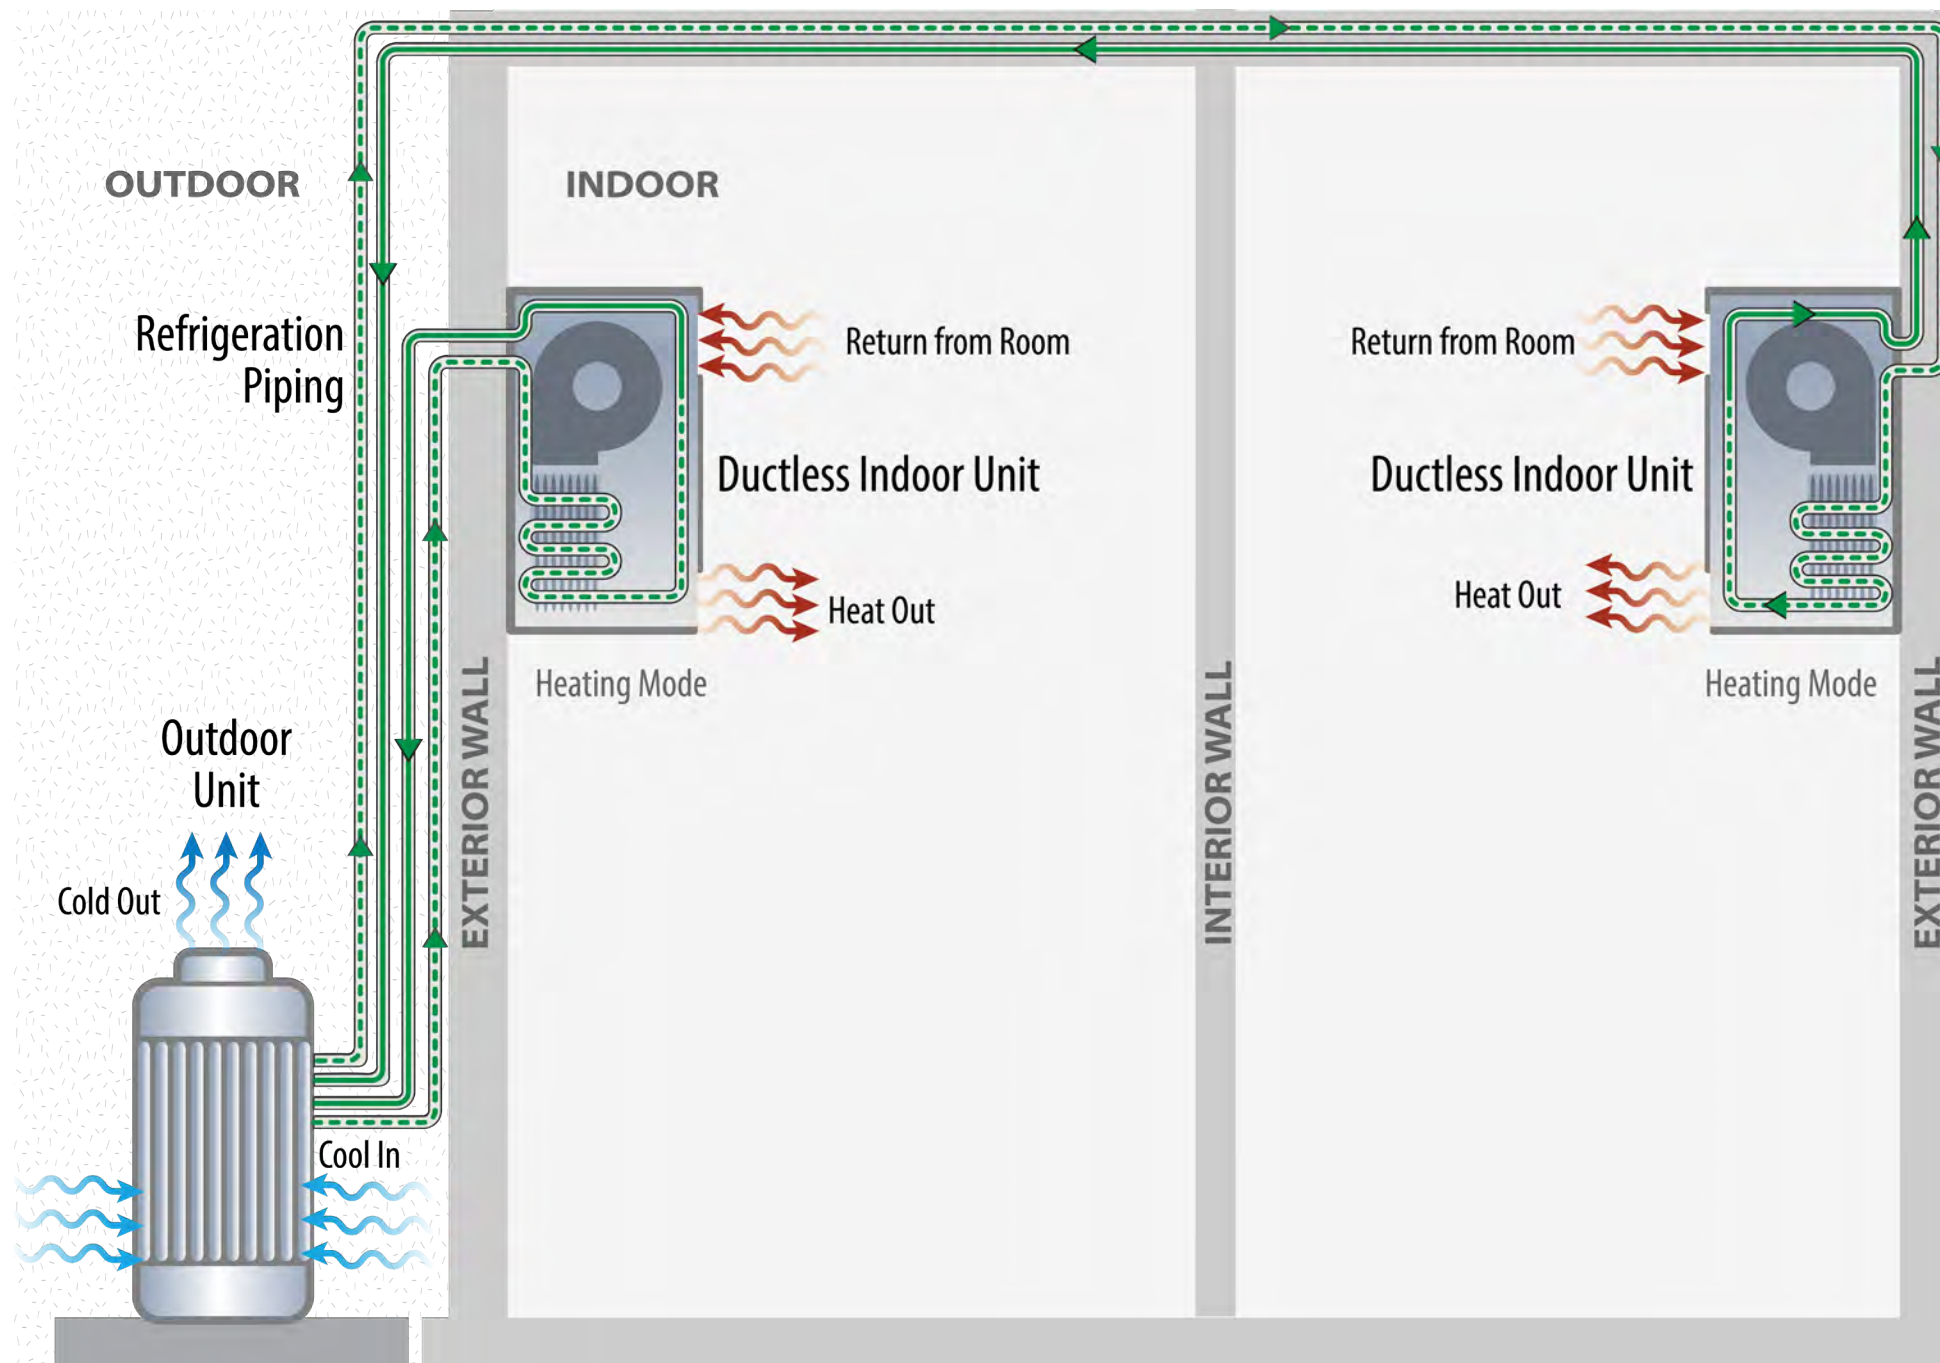 OUTDOOR
INDOOR
Refrigeration
Piping
Return from Room
Return from Room
Ductless Indoor Unit
Ductless Indoor Unit
Heat Out
Heat Out
Heating Mode
Heating Mode
EXTERIOR WALL
INTERIOR WALL
EXTERIOR WALL
Outdoor
Unit
Cold Out
Cool In